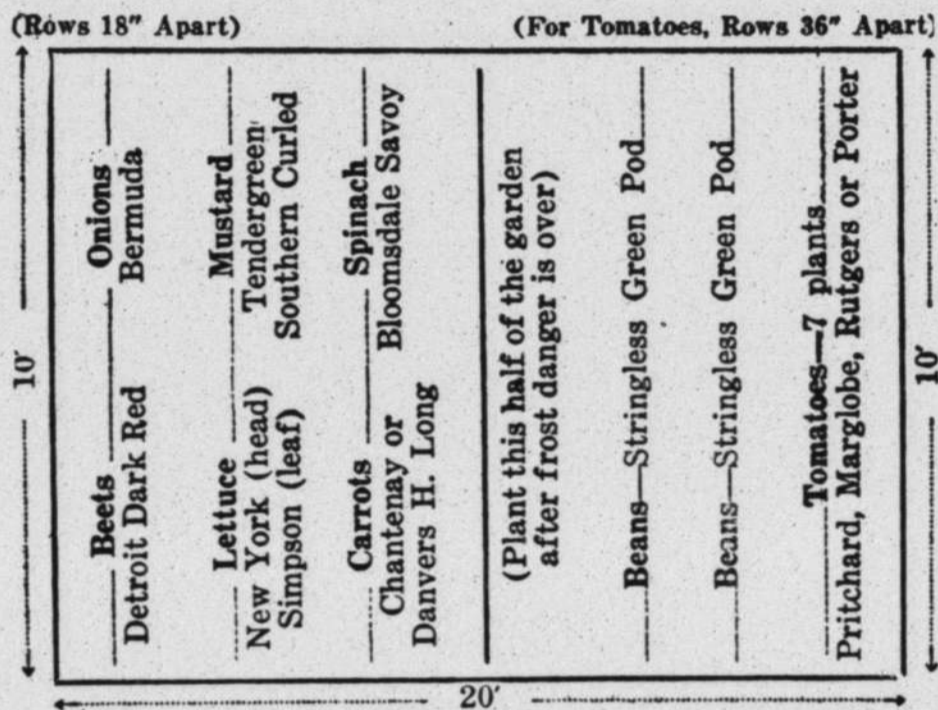 (Rows 18" Apart)
(For Tomatoes, Rows 36" Apart)
10'
Beets
Detroit Dark Red
Onions
Bermuda
Lettuce
New York (head)
Simpson (leaf)
Mustard
Tendergreen
Southern Curled
Carrots
Chantenay or
Danvers H. Long
Spinach
Bloomsdale Savoy
(Plant this half of the garden
after frost danger is over)
Beans—Stringless Green Pod
Beans—Stringless Green Pod
Tomatoes—7 plants
Pritchard, Marglobe, Rutgers or Porter
10'
20'